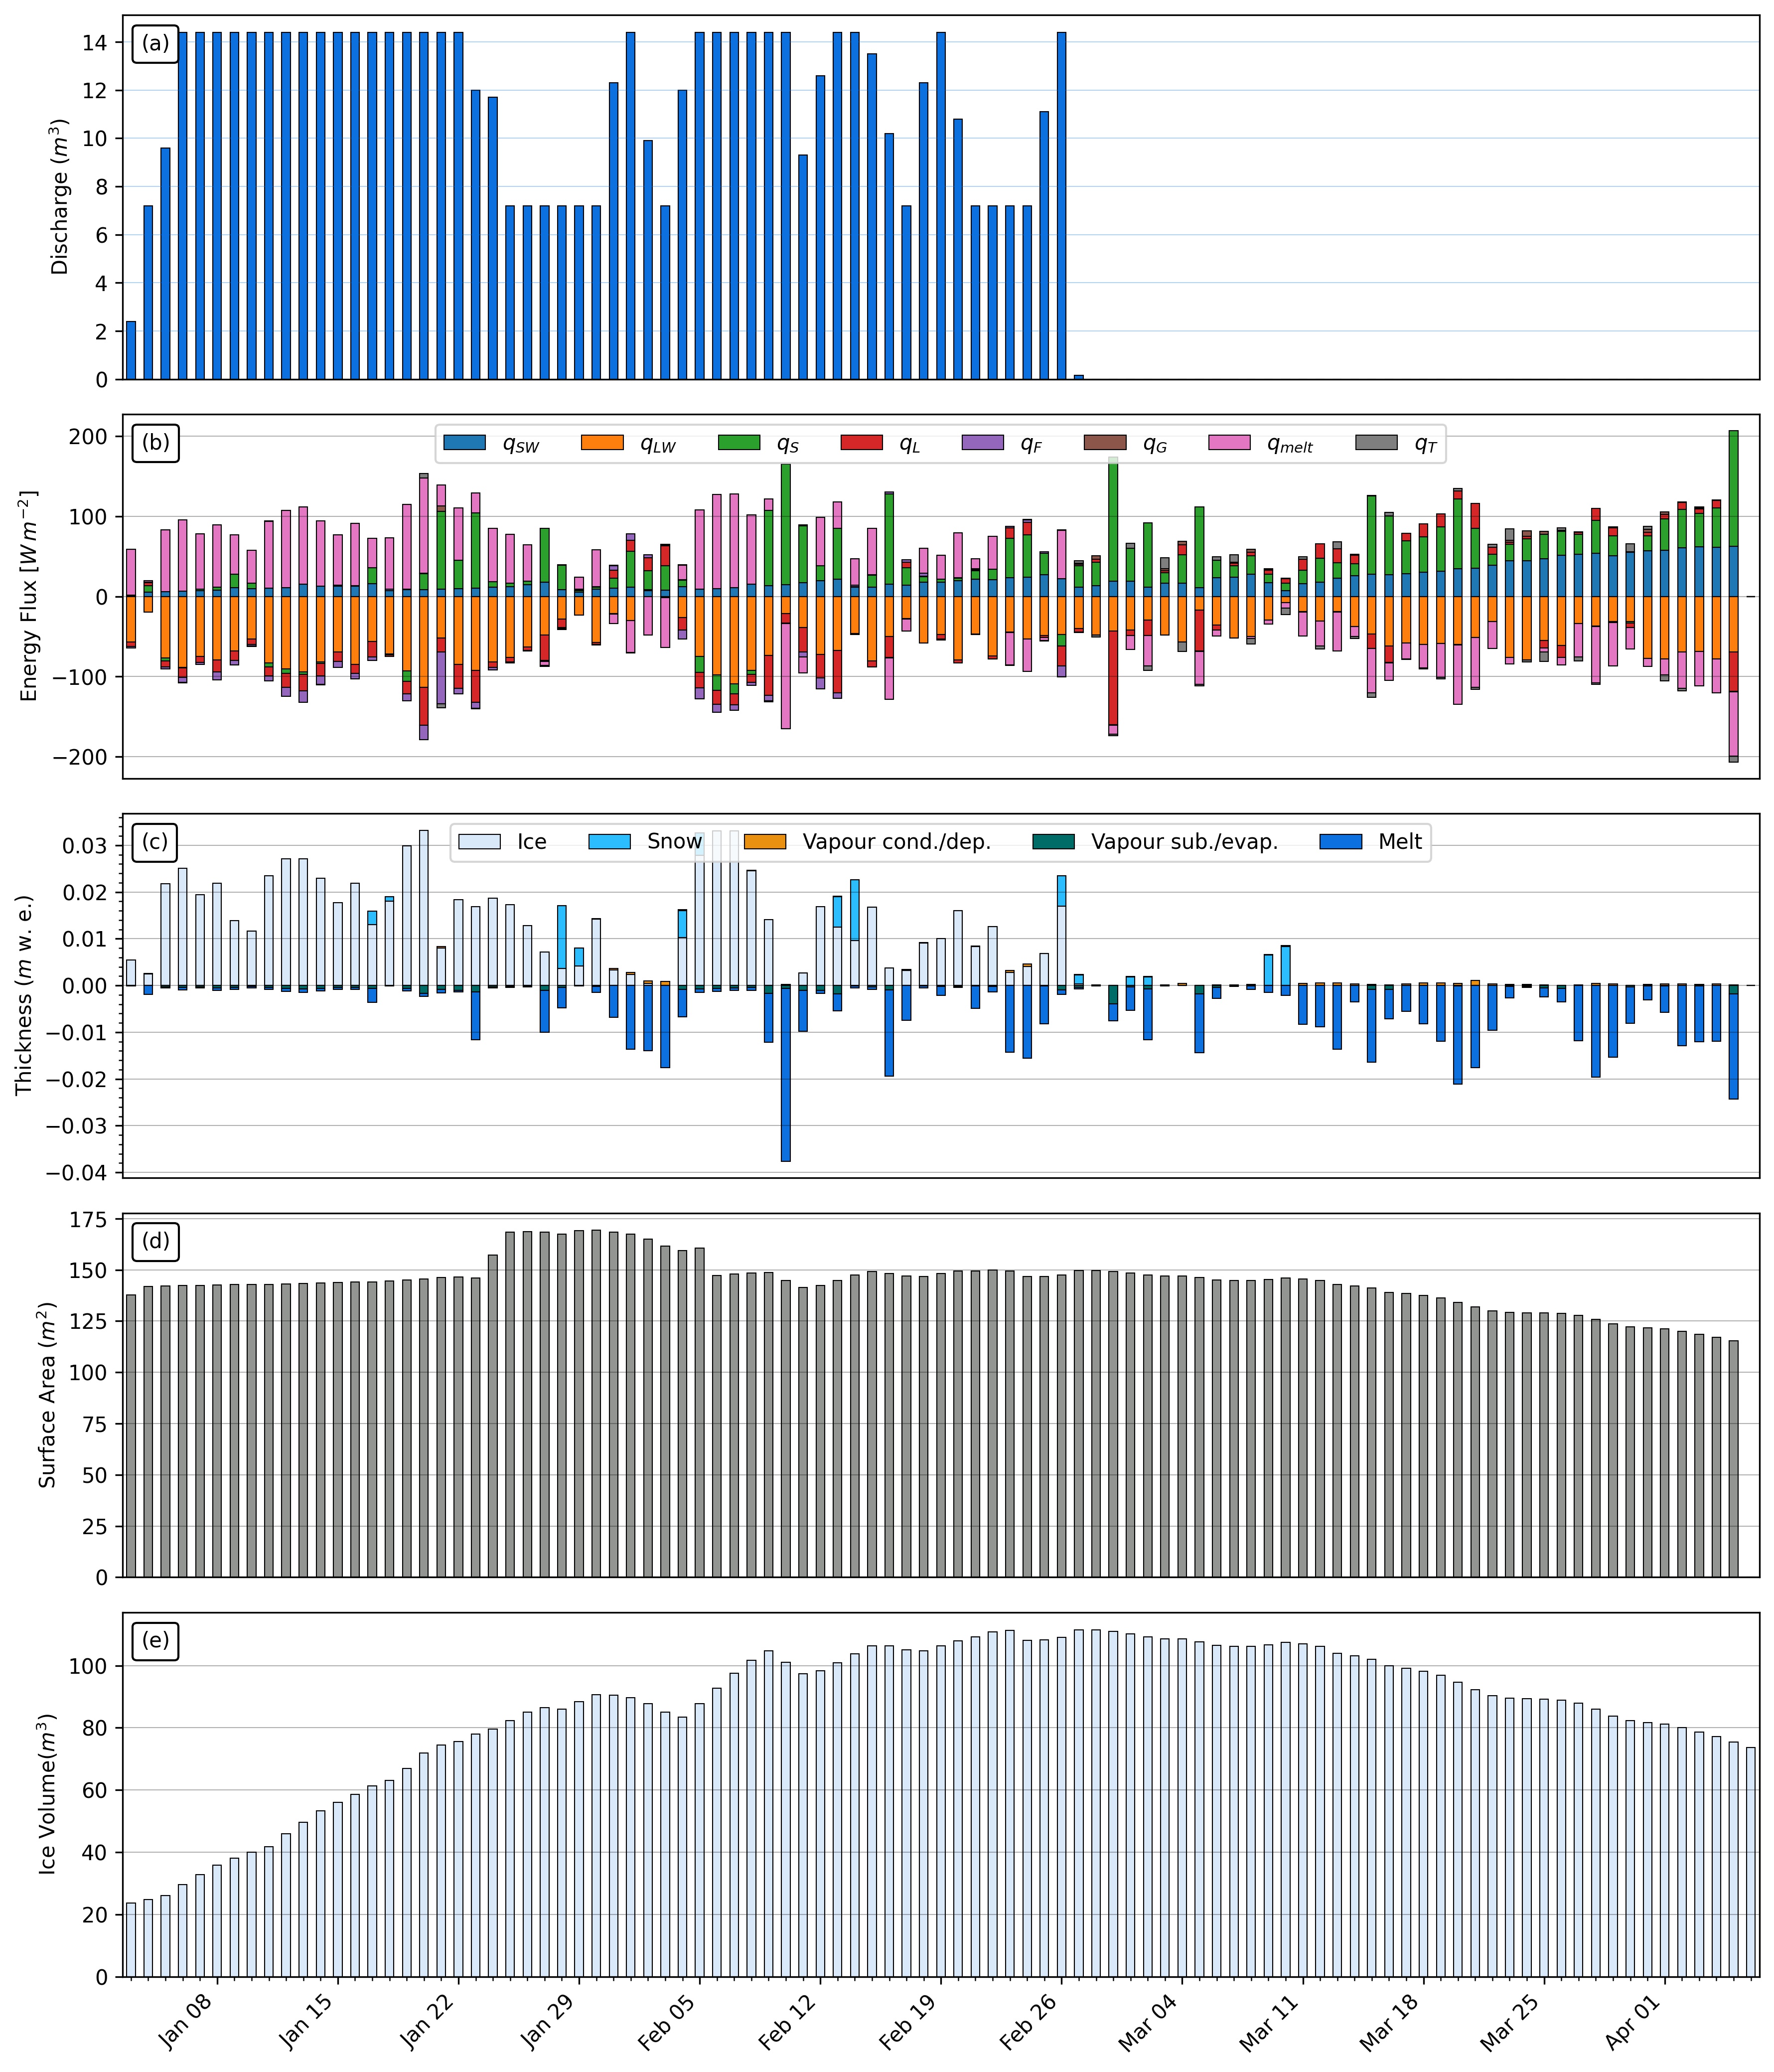 (a)
14
12
10
8
6
4
2
0
Discharge (m³)
(b)
q_SW q_LW q_S q_L q_F q_G q_melt q_T
200
100
0
−100
−200
Energy Flux [W m⁻²]
(c)
Ice Snow Vapour cond./dep. Vapour sub./evap. Melt
0.03
0.02
0.01
0.00
−0.01
−0.02
−0.03
−0.04
Thickness (m w. e.)
(d)
175
150
125
100
75
50
25
0
Surface Area (m²)
(e)
100
80
60
40
20
0
Ice Volume(m³)
Jan 08 Jan 15 Jan 22 Jan 29 Feb 05 Feb 12 Feb 19 Feb 26 Mar 04 Mar 11 Mar 18 Mar 25 Apr 01